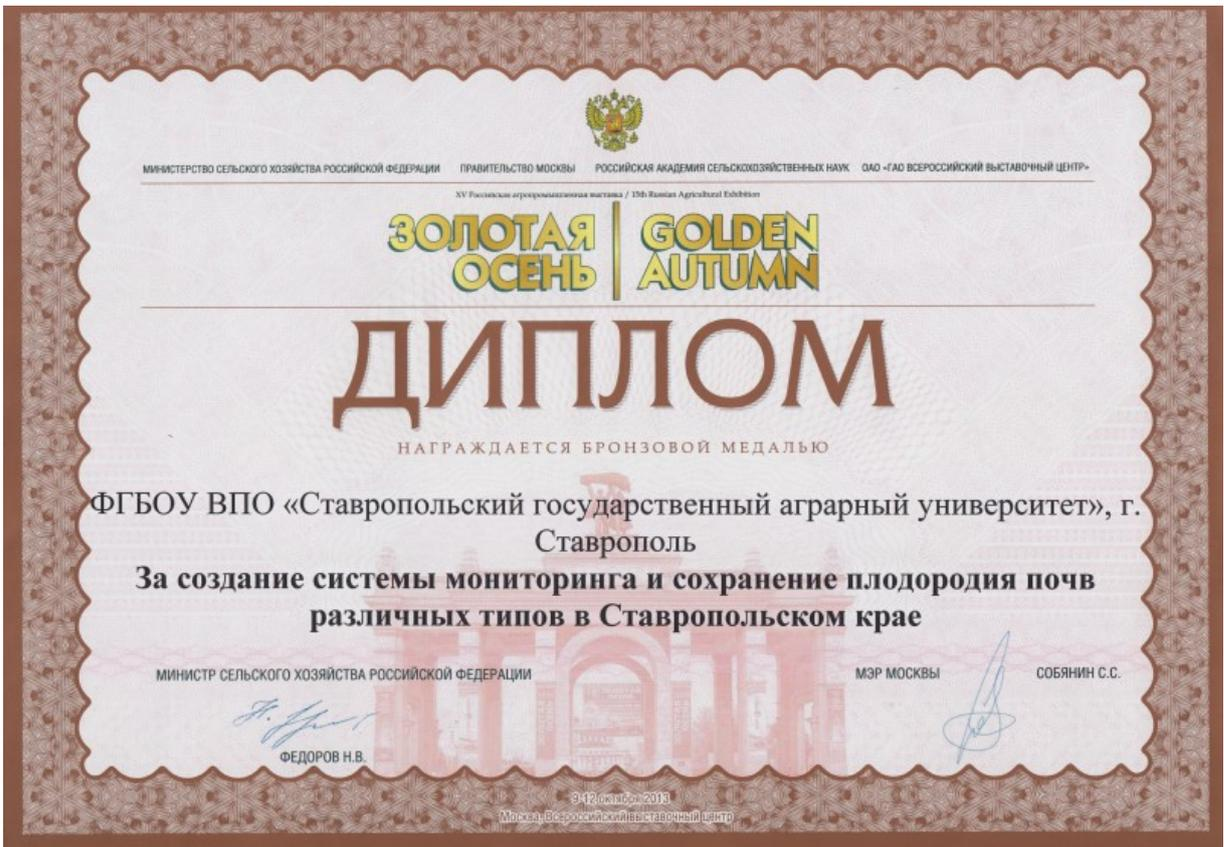 МИНИСТЕРСТВО СЕЛЬСКОГО ХОЗЯЙСТВА РОССИЙСКОЙ ФЕДЕРАЦИИ ПРАВИТЕЛЬСТВО МОСКВЫ РОССИЙСКАЯ АКАДЕМИЯ СЕЛЬСКОХОЗЯЙСТВЕННЫХ НАУК ОАО «ГАО ВСЕРОССИЙСКИЙ ВЫСТАВОЧНЫЙ ЦЕНТР»
XV Российская агропромышленная выставка / 15th Russian Agricultural Exhibition
ЗОЛОТАЯ GOLDEN
ОСЕНЬ AUTUMN
ДИПЛОМ
НАГРАЖДАЕТСЯ БРОНЗОВОЙ МЕДАЛЬЮ
ФГБОУ ВПО «Ставропольский государственный аграрный университет», г.
Ставрополь
За создание системы мониторинга и сохранение плодородия почв
различных типов в Ставропольском крае
МИНИСТР СЕЛЬСКОГО ХОЗЯЙСТВА РОССИЙСКОЙ ФЕДЕРАЦИИ МЭР МОСКВЫ СОБЯНИН С.С.
ФЕДОРОВ Н.В.
9-12 октября 2013
Москва, Всероссийский выставочный центр